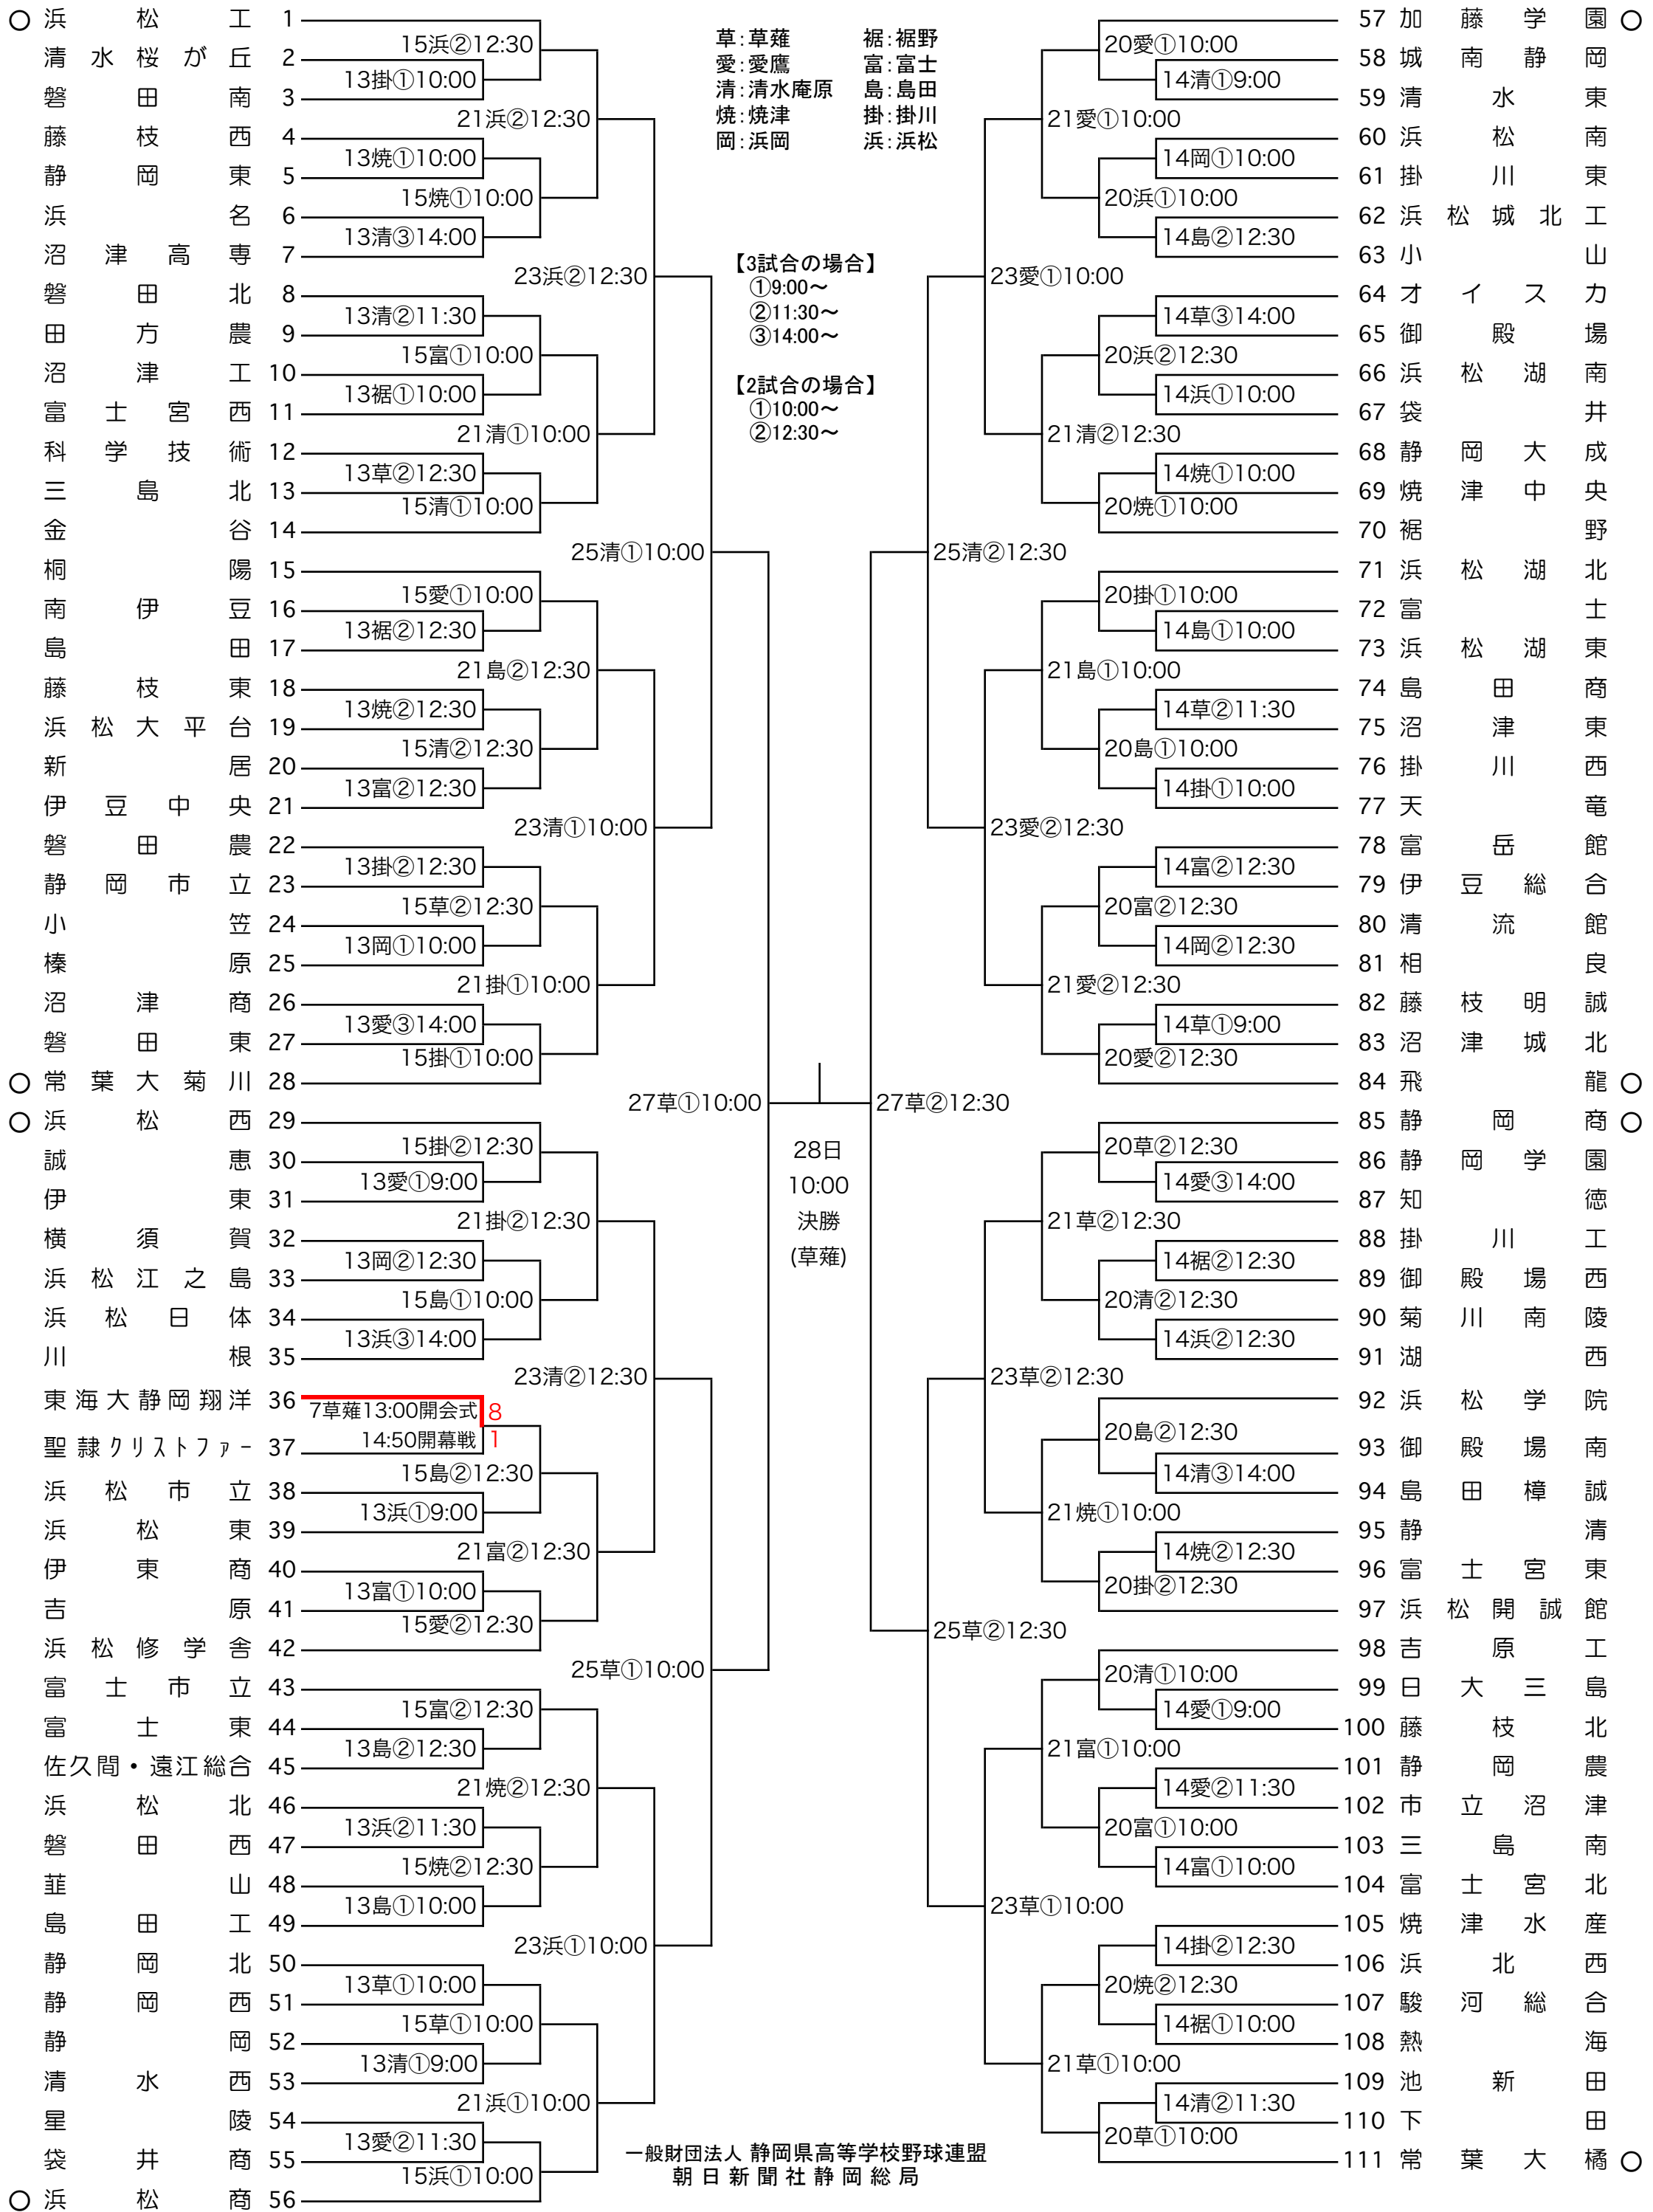 ○ 浜松工 1
清水桜が丘 2
磐田南 3
藤枝西 4
静岡東 5
浜名 6
沼津高専 7
磐田北 8
田方農 9
沼津工 10
富士宮西 11
科学技術 12
三島北 13
金谷 14
桐陽 15
南伊豆 16
島田 17
藤枝東 18
浜松大平台 19
新居 20
伊豆中央 21
磐田農 22
静岡市立 23
小笠 24
榛原 25
沼津商 26
磐田東 27
○ 常葉大菊川 28
○ 浜松西 29
誠恵 30
伊東 31
横須賀 32
浜松江之島 33
浜松日体 34
川根 35
東海大静岡翔洋 36
聖隷クリストファー 37
浜松市立 38
浜松東 39
伊東商 40
吉原 41
浜松修学舎 42
富士市立 43
富士東 44
佐久間・遠江総合 45
浜松北 46
磐田西 47
韮山 48
島田工 49
静岡北 50
静岡西 51
静岡 52
清水西 53
星陵 54
袋井商 55
○ 浜松商 56
13掛①10:00
13焼①10:00
13清③14:00
13清②11:30
13裾①10:00
13草②12:30
13裾②12:30
13焼②12:30
13富②12:30
13掛②12:30
13岡①10:00
13愛③14:00
13愛①9:00
13岡②12:30
13浜③14:00
7草薙13:00開会式 8
14:50開幕戦 1
13浜①9:00
13富①10:00
13島②12:30
13浜②11:30
13島①10:00
13草①10:00
13清①9:00
13愛②11:30
15浜②12:30
15焼①10:00
15富①10:00
15清①10:00
15愛①10:00
15清②12:30
15草②12:30
15掛①10:00
15掛②12:30
15島①10:00
15島②12:30
15愛②12:30
15富②12:30
15焼②12:30
15草①10:00
15浜①10:00
21浜②12:30
21清①10:00
21島②12:30
21掛①10:00
21掛②12:30
21富②12:30
21焼②12:30
21浜①10:00
23浜②12:30
23清①10:00
23清②12:30
23浜①10:00
25清①10:00
25草①10:00
27草①10:00
草:草薙 裾:裾野
愛:愛鷹 富:富士
清:清水庵原 島:島田
焼:焼津 掛:掛川
岡:浜岡 浜:浜松
【3試合の場合】
①9:00～
②11:30～
③14:00～
【2試合の場合】
①10:00～
②12:30～
28日
10:00
決勝
(草薙)
27草②12:30
25清②12:30
25草②12:30
23愛①10:00
23愛②12:30
23草②12:30
23草①10:00
21愛①10:00
21清②12:30
21島①10:00
21愛②12:30
21草②12:30
21焼①10:00
21富①10:00
21草①10:00
20愛①10:00
20浜①10:00
20浜②12:30
20焼①10:00
20掛①10:00
20島①10:00
20富②12:30
20愛②12:30
20草②12:30
20清②12:30
20島②12:30
20掛②12:30
20清①10:00
20富①10:00
20焼②12:30
20草①10:00
14清①9:00
14岡①10:00
14島②12:30
14草③14:00
14浜①10:00
14焼①10:00
14島①10:00
14草②11:30
14掛①10:00
14富②12:30
14岡②12:30
14草①9:00
14愛③14:00
14裾②12:30
14浜②12:30
14清③14:00
14焼②12:30
14愛①9:00
14愛②11:30
14富①10:00
14掛②12:30
14裾①10:00
14清②11:30
57 加藤学園 ○
58 城南静岡
59 清水東
60 浜松南
61 掛川東
62 浜松城北工
63 小山
64 オイスカ
65 御殿場
66 浜松湖南
67 袋井
68 静岡大成
69 焼津中央
70 裾野
71 浜松湖北
72 富士
73 浜松湖東
74 島田商
75 沼津東
76 掛川西
77 天竜
78 富岳館
79 伊豆総合
80 清流館
81 相良
82 藤枝明誠
83 沼津城北
84 飛龍 ○
85 静岡商 ○
86 静岡学園
87 知徳
88 掛川工
89 御殿場西
90 菊川南陵
91 湖西
92 浜松学院
93 御殿場南
94 島田樟誠
95 静清
96 富士宮東
97 浜松開誠館
98 吉原工
99 日大三島
100 藤枝北
101 静岡農
102 市立沼津
103 三島南
104 富士宮北
105 焼津水産
106 浜北西
107 駿河総合
108 熱海
109 池新田
110 下田
111 常葉大橘 ○
一般財団法人 静岡県高等学校野球連盟
朝日新聞社静岡総局